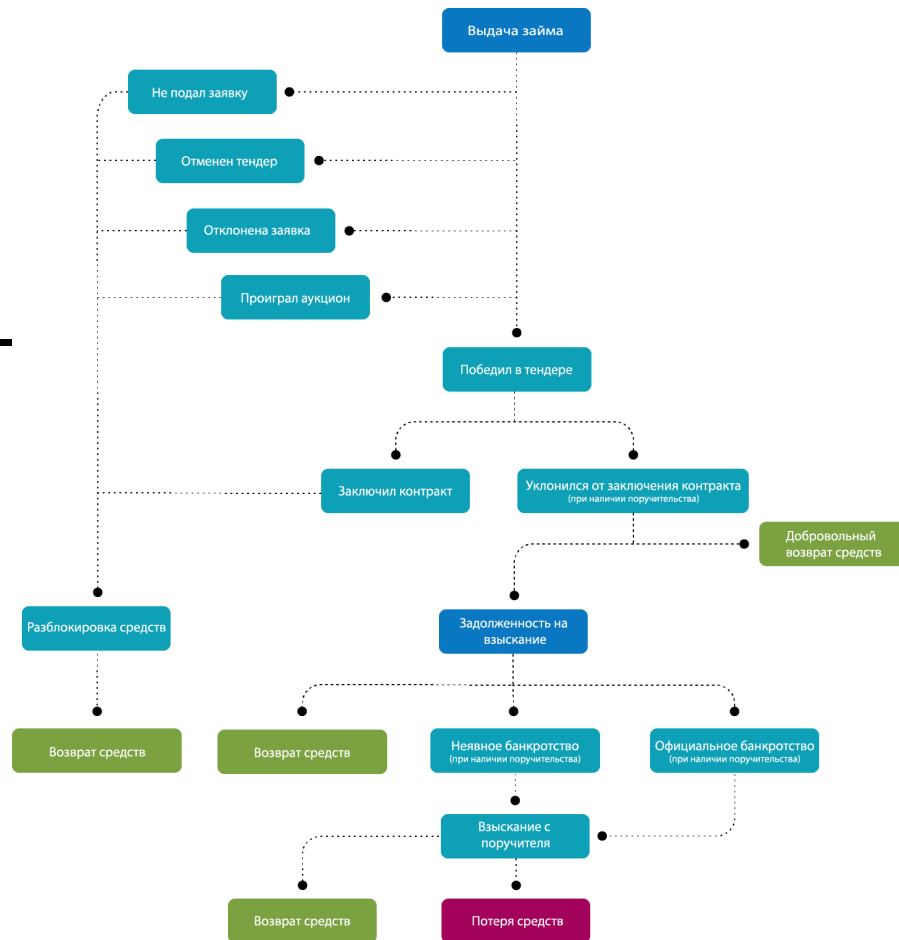 Выдача займа
Не подал заявку
Отменен тендер
Отклонена заявка
Проиграл аукцион
Победил в тендере
Заключил контракт
Уклонился от заключения контракта
(при наличии поручительства)
Добровольный
возврат средств
Разблокировка средств
Задолженность на
взыскание
Возврат средств
Возврат средств
Неявное банкротство
(при наличии поручительства)
Официальное банкротство
(при наличии поручительства)
Взыскание с
поручителя
Возврат средств
Потеря средств